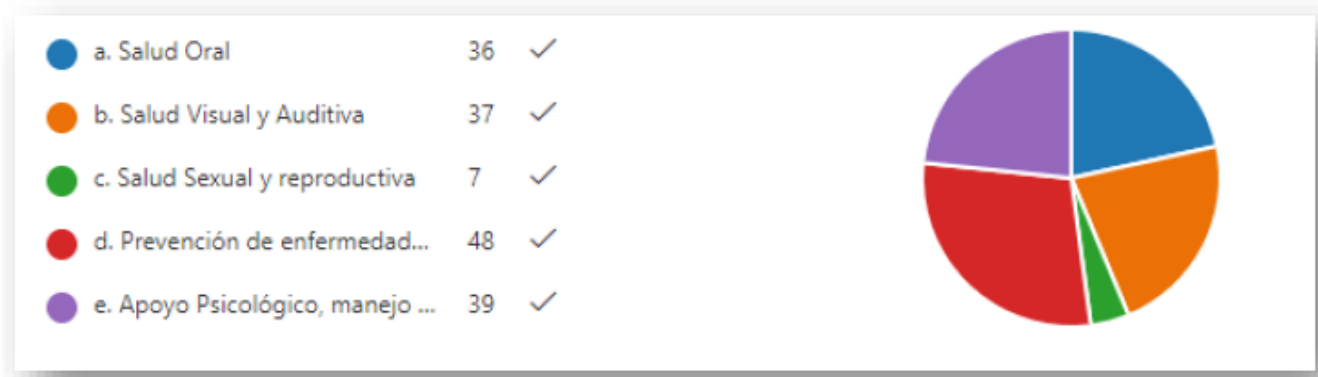 a. Salud Oral 36
b. Salud Visual y Auditiva 37
c. Salud Sexual y reproductiva 7
d. Prevención de enfermedad... 48
e. Apoyo Psicológico, manejo ... 39